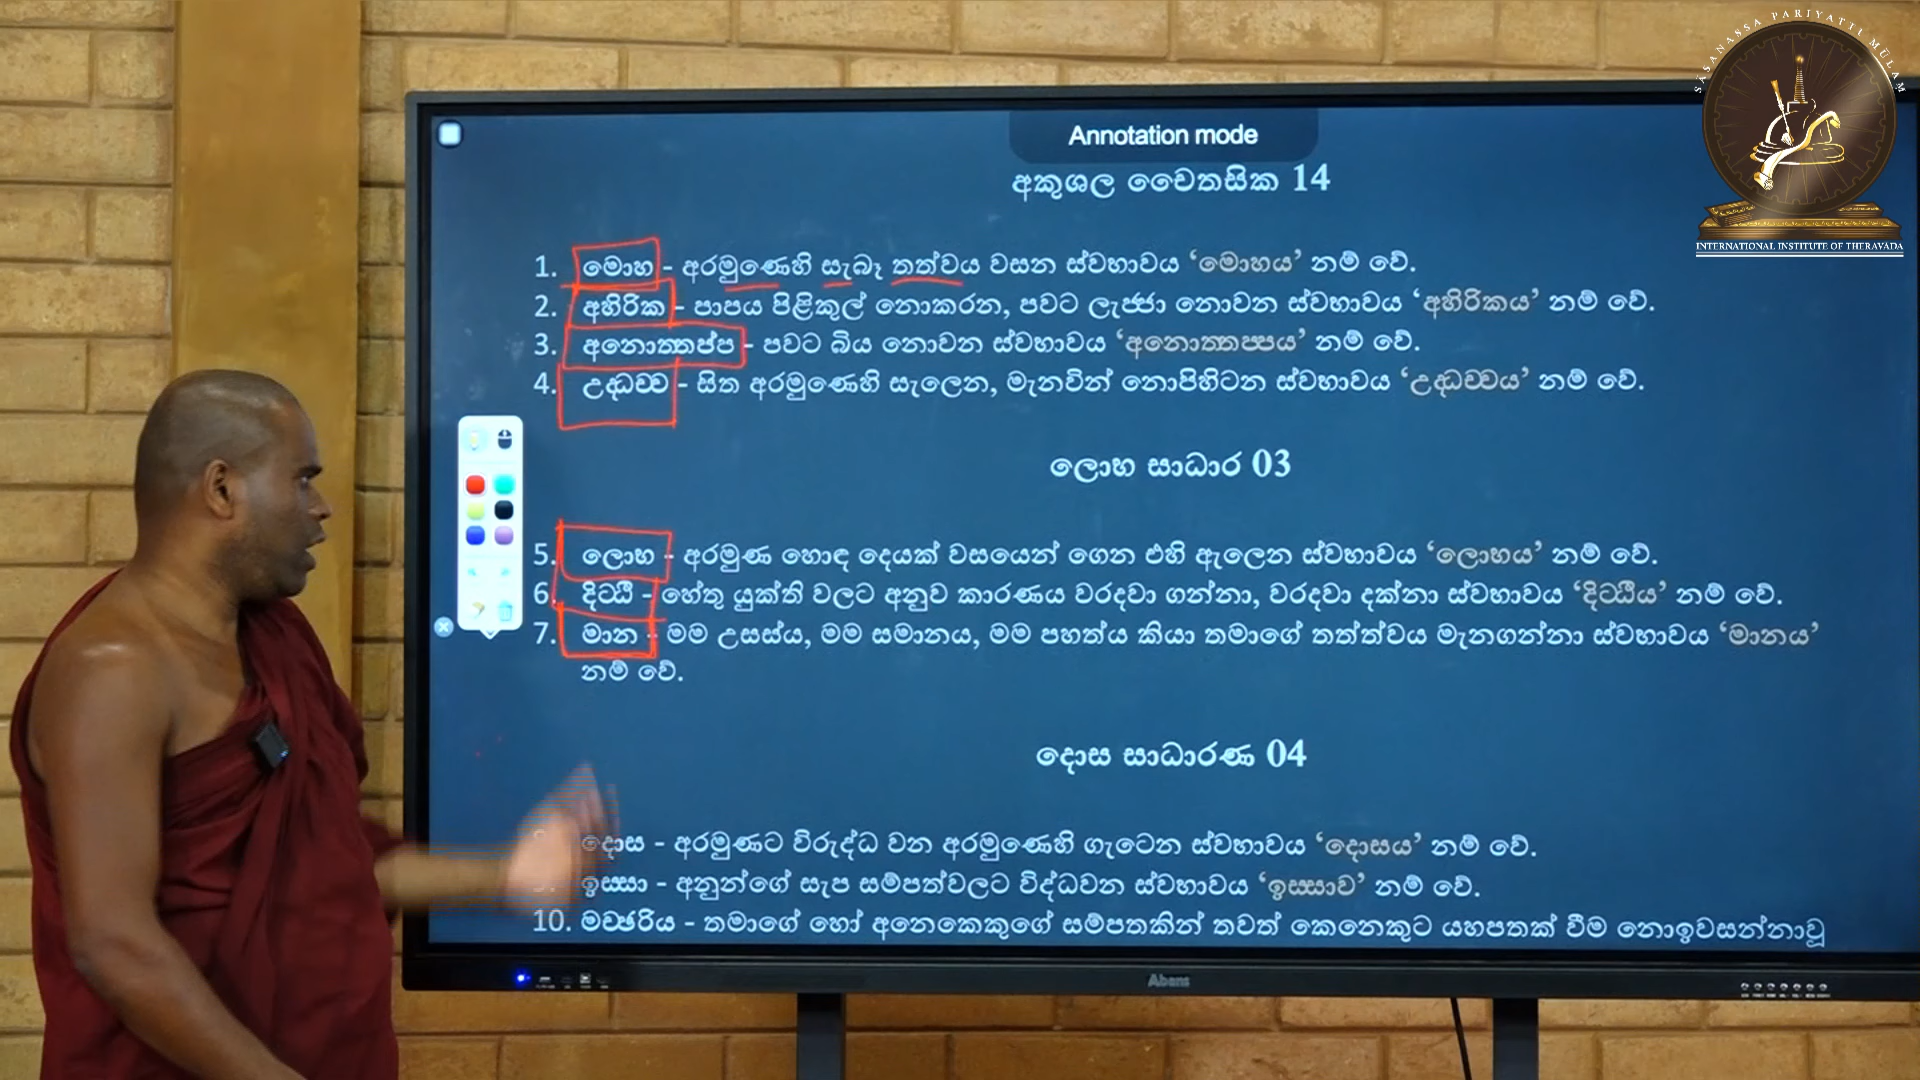 SĀSANASSA PARIYATTI MŪLAM
INTERNATIONAL INSTITUTE OF THERAVĀDA
Annotation mode
අකුශල චෛතසික 14
1. මොහ - අරමුණෙහි සැබෑ තත්වය වසන ස්වභාවය ‘මොහය’ නම් වේ.
2. අහිරික - පාපය පිළිකුල් නොකරන, පවට ලැජ්ජා නොවන ස්වභාවය ‘අහිරිකය’ නම් වේ.
3. අනොත්තප්ප - පවට බිය නොවන ස්වභාවය ‘අනොත්තප්පය’ නම් වේ.
4. උද්ධච්ච - සිත අරමුණෙහි සැලෙන, මැනවින් නොපිහිටන ස්වභාවය ‘උද්ධච්චය’ නම් වේ.
ලොභ සාධාර 03
5. ලොභ - අරමුණ හොඳ දෙයක් වසයෙන් ගෙන එහි ඇලෙන ස්වභාවය ‘ලොභය’ නම් වේ.
6. දිට්ඨි - හේතු යුක්ති වලට අනුව කාරණය වරදවා ගන්නා, වරදවා දක්නා ස්වභාවය ‘දිට්ඨිය’ නම් වේ.
7. මාන - මම උසස්ය, මම සමානය, මම පහත්ය කියා තමාගේ තත්ත්වය මැනගන්නා ස්වභාවය ‘මානය’
නම් වේ.
දොස සාධාරණ 04
දොස - අරමුණට විරුද්ධ වන අරමුණෙහි ගැටෙන ස්වභාවය ‘දොසය’ නම් වේ.
ඉස්සා - අනුන්ගේ සැප සම්පත්වලට විද්ධවන ස්වභාවය ‘ඉස්සාව’ නම් වේ.
10. මච්ඡරිය - තමාගේ හෝ අනෙකෙකුගේ සම්පතකින් තවත් කෙනෙකුට යහපතක් වීම නොඉවසන්නාවූ
Abans